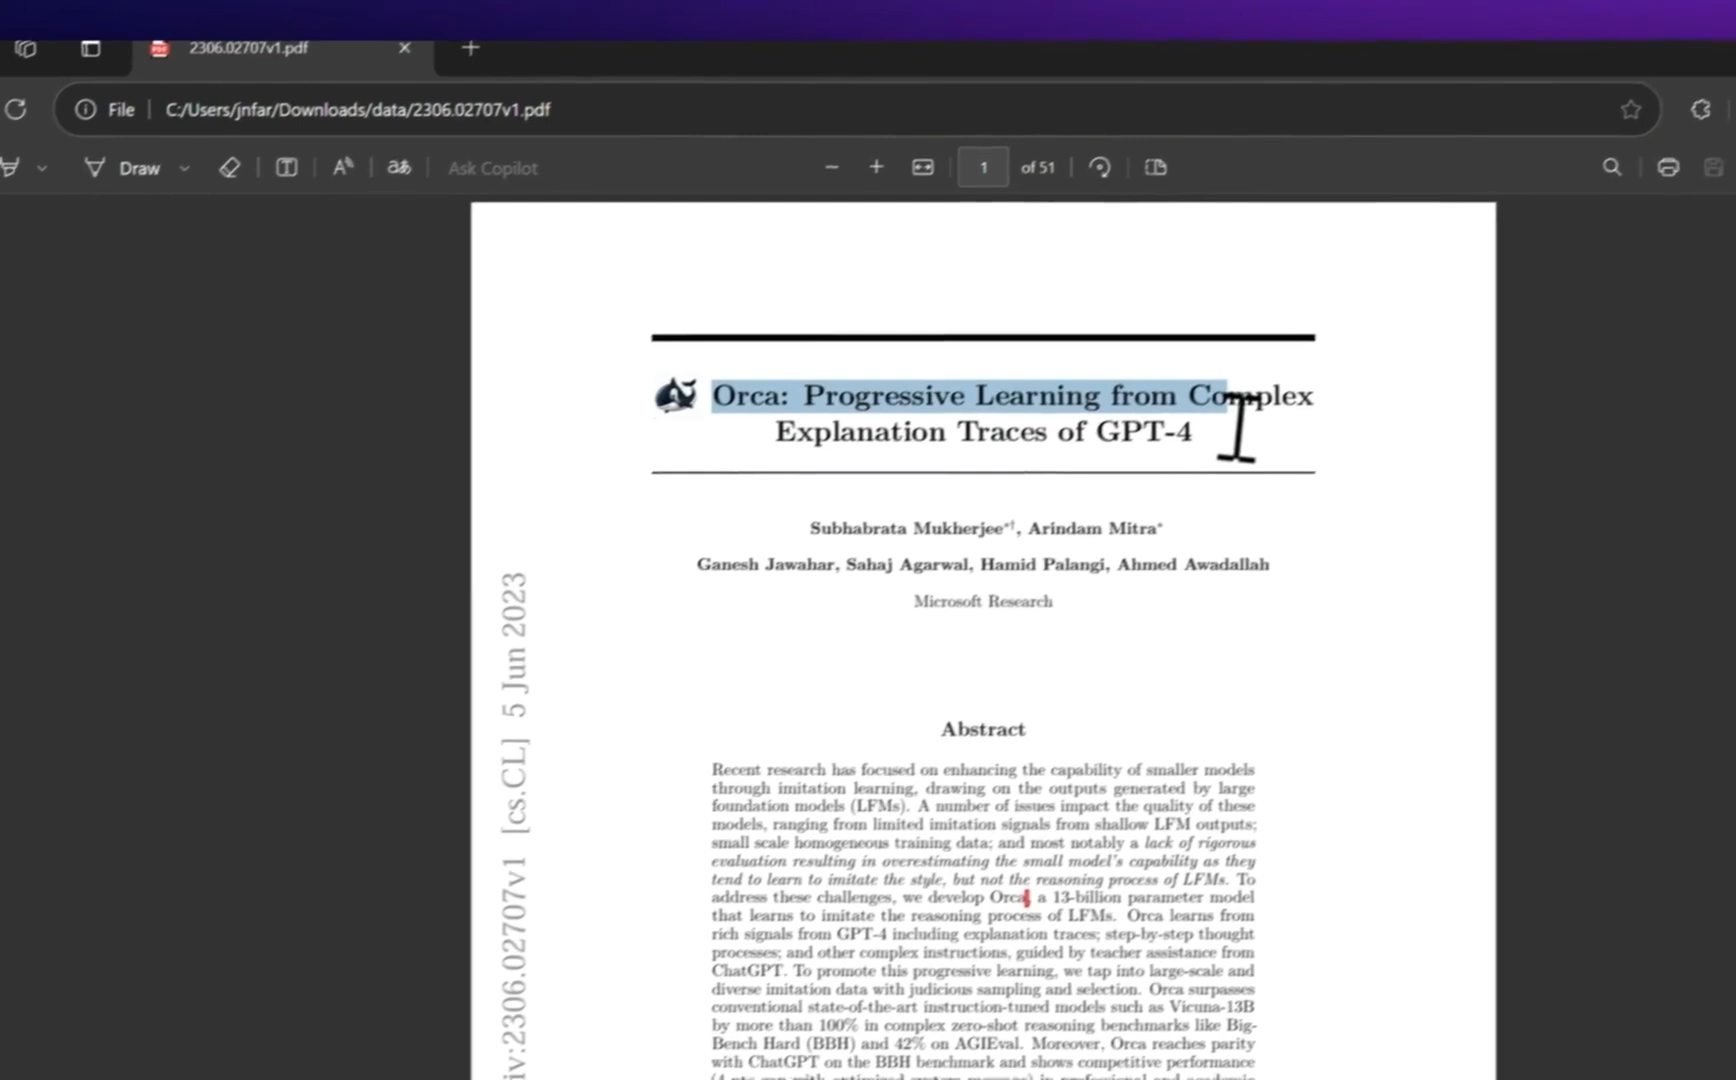 2306.02707v1.pdf
File
C:/Users/jnfar/Downloads/data/2306.02707v1.pdf
Draw
Ask Copilot
1 of 51
Orca: Progressive Learning from Complex
Explanation Traces of GPT-4
Subhabrata Mukherjee*†, Arindam Mitra*
Ganesh Jawahar, Sahaj Agarwal, Hamid Palangi, Ahmed Awadallah
Microsoft Research
Abstract
Recent research has focused on enhancing the capability of smaller models
through imitation learning, drawing on the outputs generated by large
foundation models (LFMs). A number of issues impact the quality of these
models, ranging from limited imitation signals from shallow LFM outputs;
small scale homogeneous training data; and most notably a lack of rigorous
evaluation resulting in overestimating the small model's capability as they
tend to learn to imitate the style, but not the reasoning process of LFMs. To
address these challenges, we develop Orca, a 13-billion parameter model
that learns to imitate the reasoning process of LFMs. Orca learns from
rich signals from GPT-4 including explanation traces; step-by-step thought
processes; and other complex instructions, guided by teacher assistance from
ChatGPT. To promote this progressive learning, we tap into large-scale and
diverse imitation data with judicious sampling and selection. Orca surpasses
conventional state-of-the-art instruction-tuned models such as Vicuna-13B
by more than 100% in complex zero-shot reasoning benchmarks like Big-
Bench Hard (BBH) and 42% on AGIEval. Moreover, Orca reaches parity
with ChatGPT on the BBH benchmark and shows competitive performance
iv:2306.02707v1 [cs.CL] 5 Jun 2023